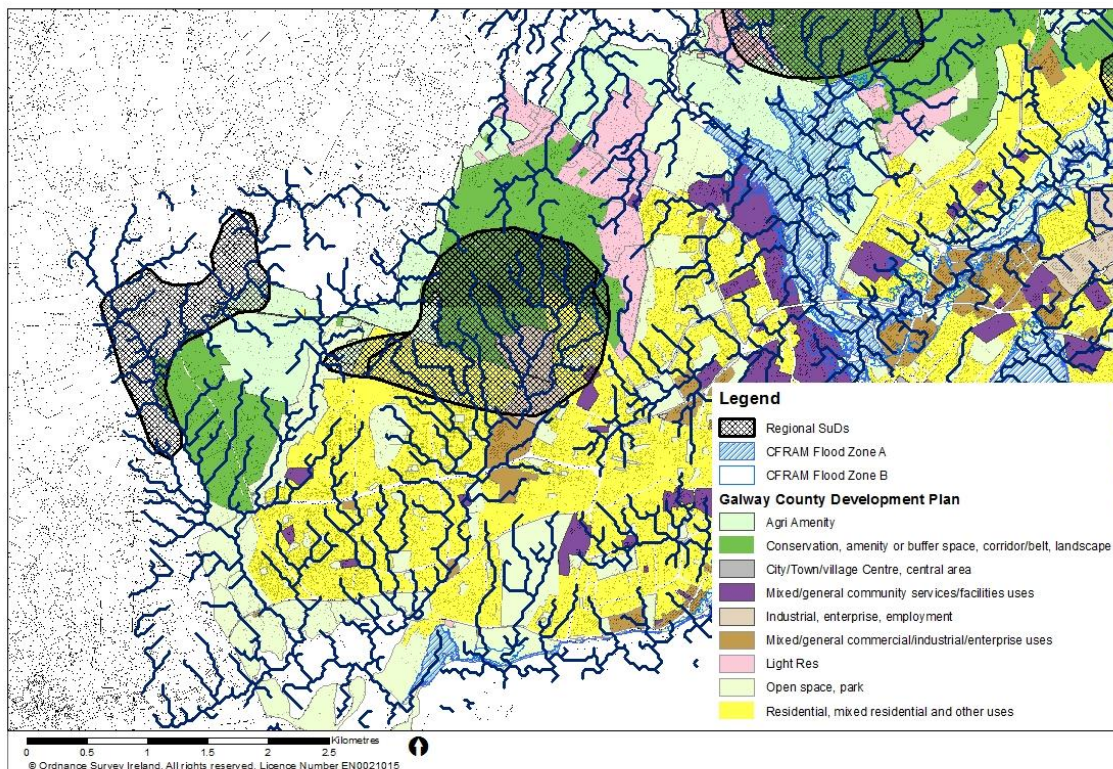 Legend
Regional SuDs
CFRAM Flood Zone A
CFRAM Flood Zone B
Galway County Development Plan
Agri Amenity
Conservation, amenity or buffer space, corridor/belt, landscape
City/Town/village Centre, central area
Mixed/general community services/facilities uses
Industrial, enterprise, employment
Mixed/general commercial/industrial/enterprise uses
Light Res
Open space, park
Residential, mixed residential and other uses
Kilometres
0 0.5 1 1.5 2 2.5
© Ordnance Survey Ireland. All rights reserved. Licence Number EN0021015